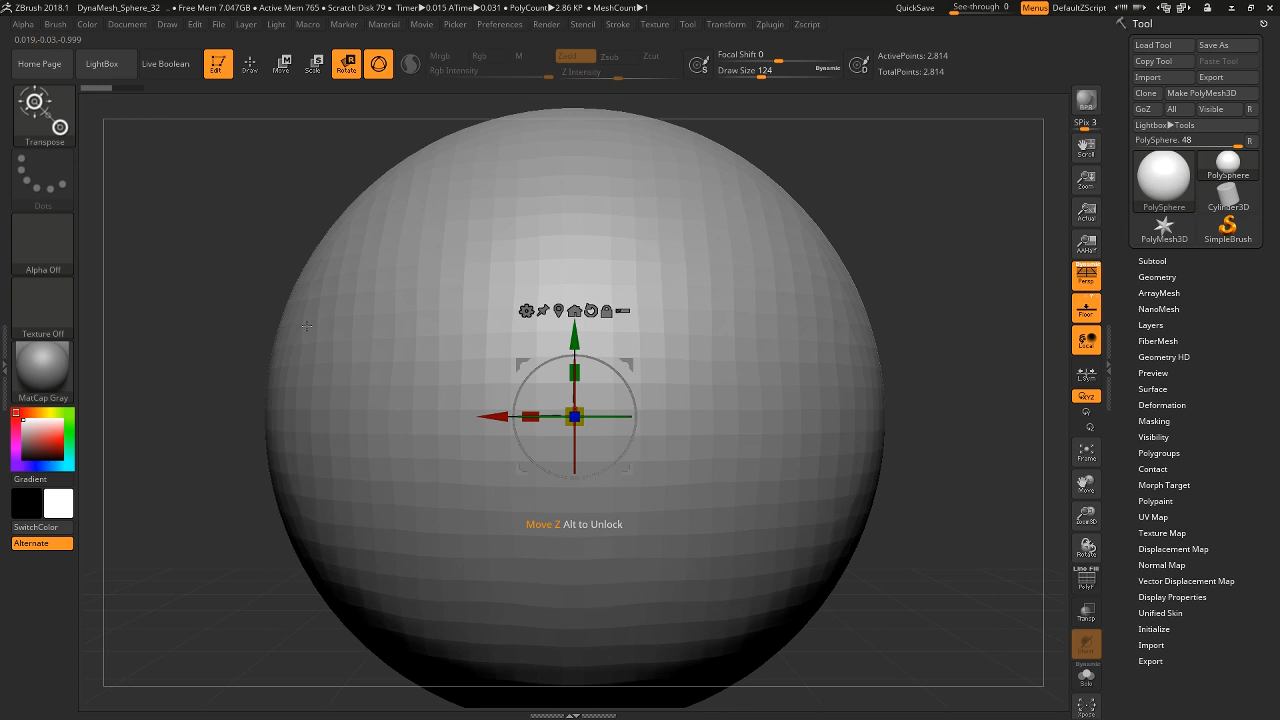 ZBrush 2018.1 DynaMesh_Sphere_32 ... • Free Mem 7.047GB • Active Mem 765 • Scratch Disk 79 • Timer▶0.015 ATime▶0.031 • PolyCount▶2.86 KP • MeshCount▶1 QuickSave See-through 0 Menus DefaultZScript
Alpha Brush Color Document Draw Edit File Layer Light Macro Marker Material Movie Picker Preferences Render Stencil Stroke Texture Tool Transform Zplugin Zscript
0.019,-0.03,-0.999
Home Page
LightBox
Live Boolean
Edit
Draw
Move
Scale
Rotate
Mrgb Rgb M
Rgb Intensity
Zadd Zsub Zcut
Z Intensity
S
Focal Shift 0
Draw Size 124
Dynamic
D
ActivePoints: 2,814
TotalPoints: 2,814
Transpose
Dots
Alpha Off
Texture Off
MatCap Gray
Gradient
SwitchColor
Alternate
Move Z Alt to Unlock
BPR
SPix 3
Scroll
Zoom
Actual
AAHalf
Dynamic
Persp
Floor
Local
L.Sym
XYZ
Frame
Move
Zoom3D
Rotate
Line Fill
PolyF
Transp
Ghost
Dynamic
Solo
Xpose
Tool
Load Tool
Save As
Copy Tool
Paste Tool
Import
Export
Clone
Make PolyMesh3D
GoZ
All
Visible
R
Lightbox▶Tools
PolySphere. 48
R
PolySphere
PolySphere
Cylinder3D
PolyMesh3D
SimpleBrush
Subtool
Geometry
ArrayMesh
NanoMesh
Layers
FiberMesh
Geometry HD
Preview
Surface
Deformation
Masking
Visibility
Polygroups
Contact
Morph Target
Polypaint
UV Map
Texture Map
Displacement Map
Normal Map
Vector Displacement Map
Display Properties
Unified Skin
Initialize
Import
Export